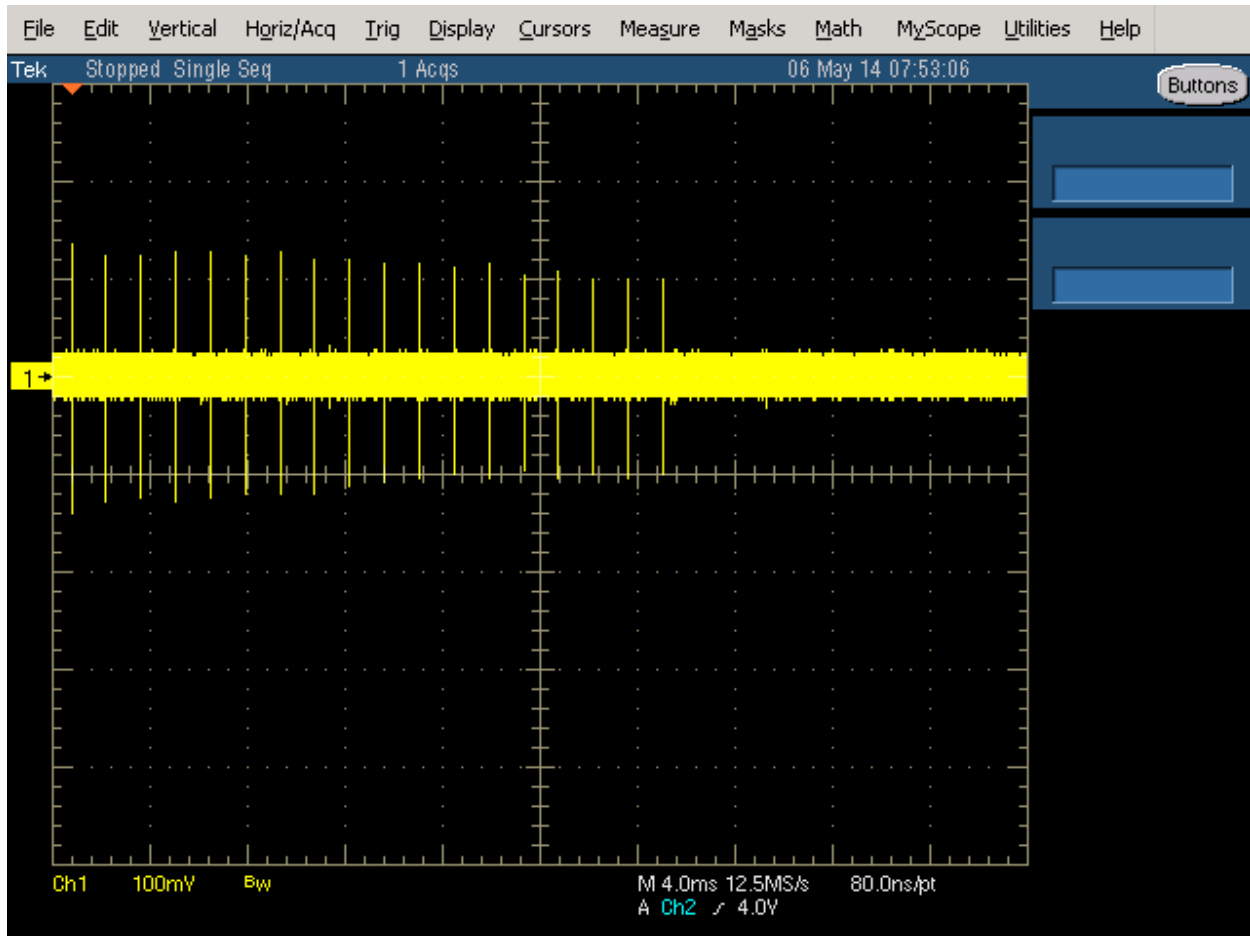 File Edit Vertical Horiz/Acq Trig Display Cursors Measure Masks Math MyScope Utilities Help
Tek Stopped Single Seq 1 Acqs 06 May 14 07:53:06 Buttons
1
Ch1 100mV Bw M 4.0ms 12.5MS/s 80.0ns/pt
A Ch2 4.0V